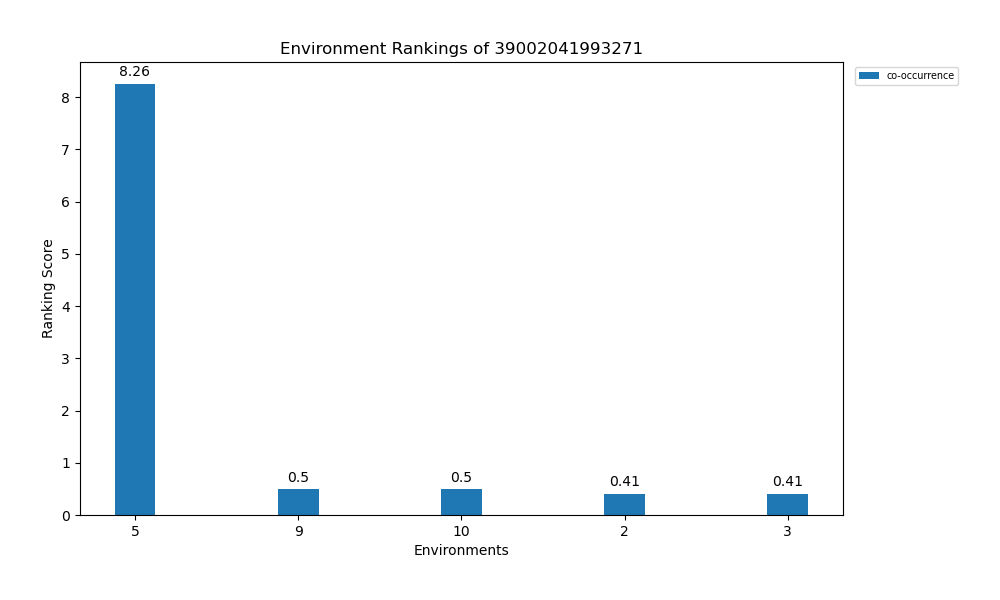 Environment Rankings of 39002041993271
co-occurrence
8.26
0.5
0.5
0.41
0.41
8
7
6
5
4
3
2
1
0
Ranking Score
5 9 10 2 3
Environments